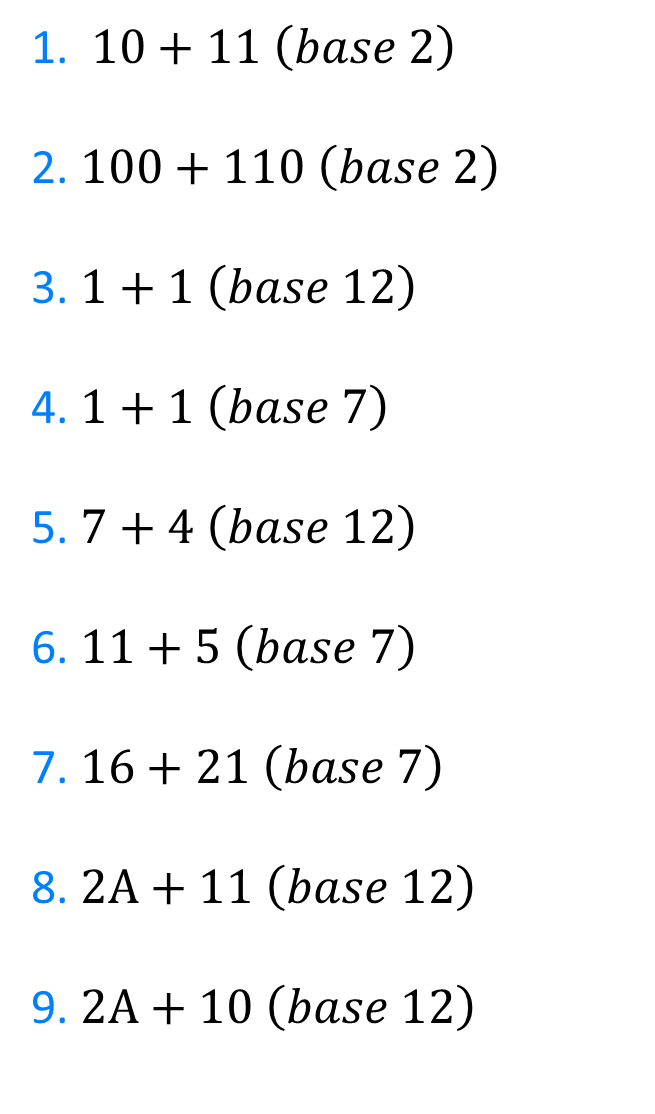 1. 10 + 11 (base 2)
2. 100 + 110 (base 2)
3. 1 + 1 (base 12)
4. 1 + 1 (base 7)
5. 7 + 4 (base 12)
6. 11 + 5 (base 7)
7. 16 + 21 (base 7)
8. 2A + 11 (base 12)
9. 2A + 10 (base 12)